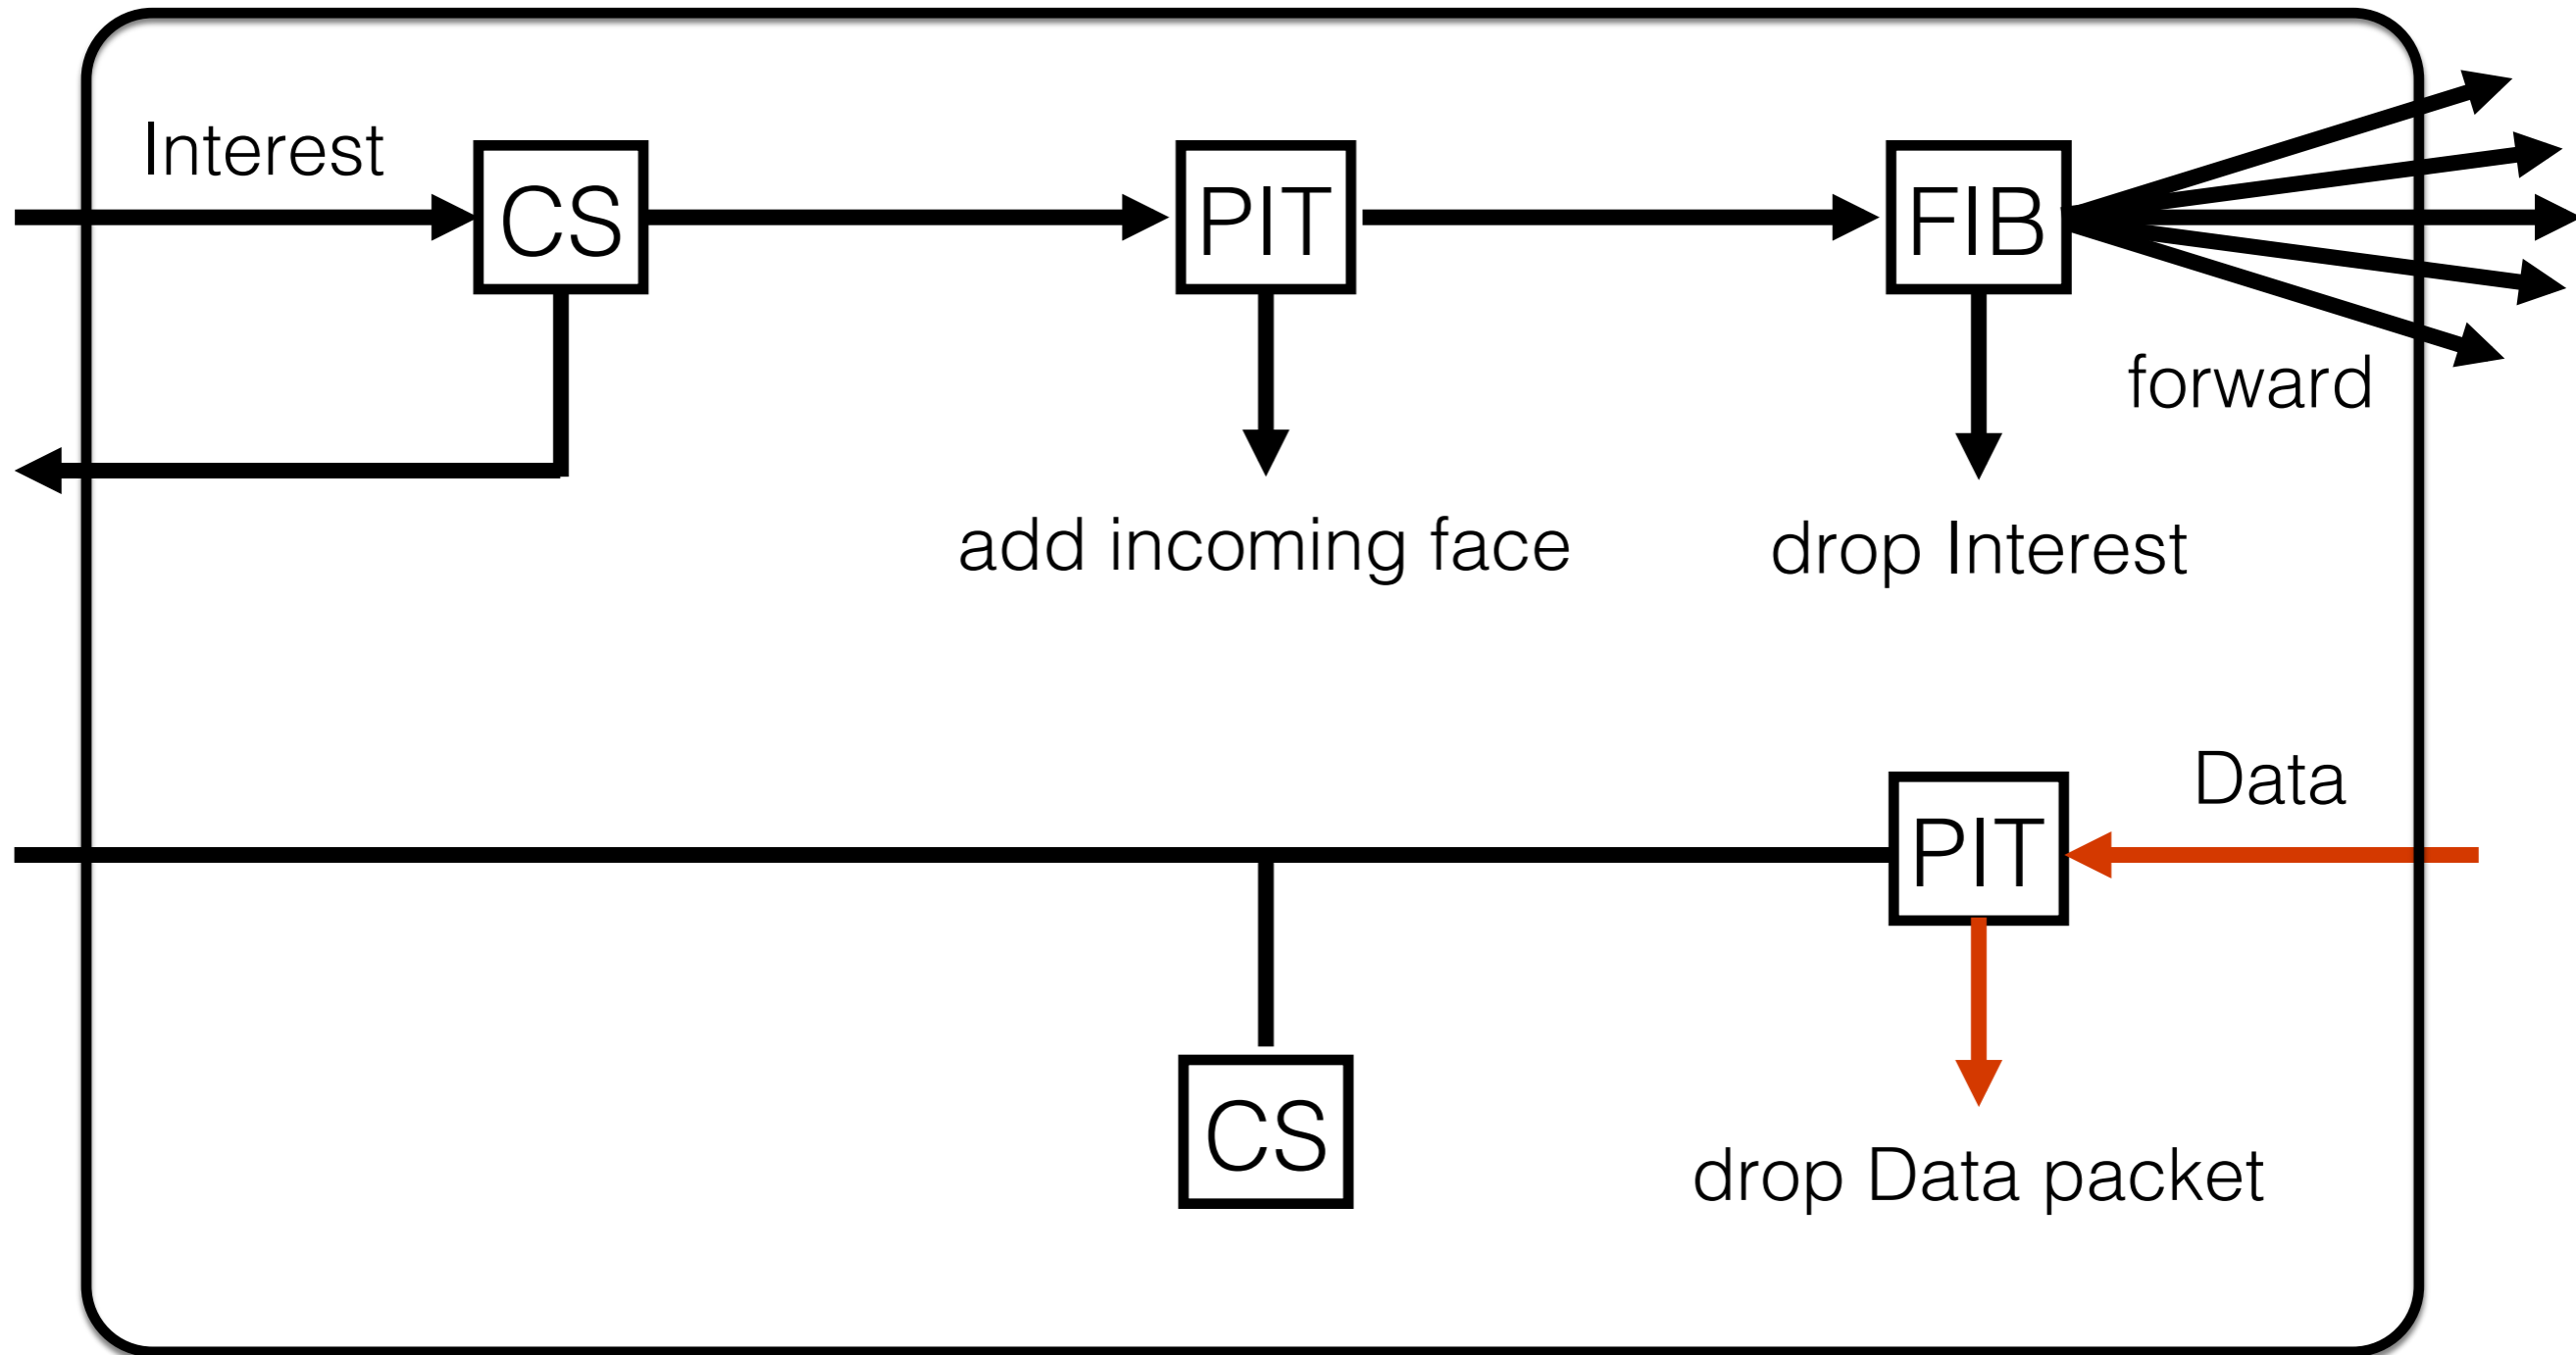 Interest
CS
PIT
FIB
forward
add incoming face
drop Interest
Data
PIT
CS
drop Data packet